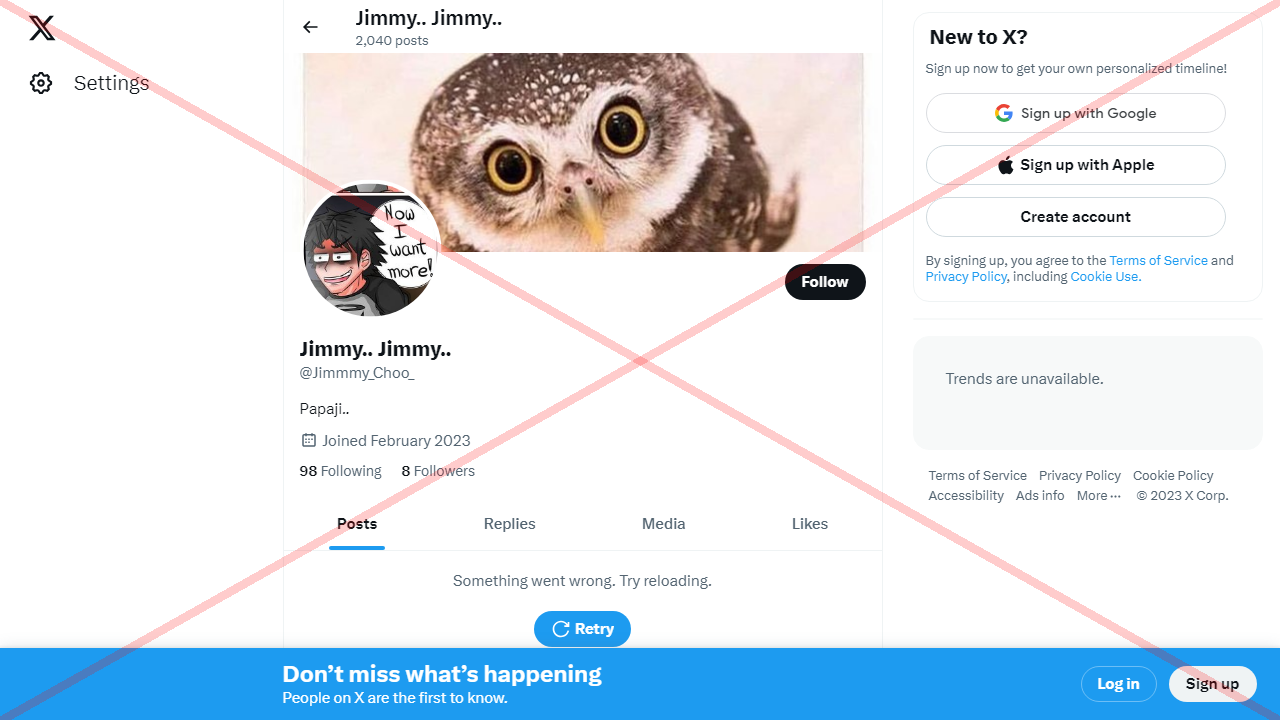 Settings
Jimmy.. Jimmy..
2,040 posts
Now
I
want
more!
Follow
Jimmy.. Jimmy..
@Jimmmy_Choo_
Papaji..
Joined February 2023
98 Following 8 Followers
Posts Replies Media Likes
Something went wrong. Try reloading.
Retry
New to X?
Sign up now to get your own personalized timeline!
Sign up with Google
Sign up with Apple
Create account
By signing up, you agree to the Terms of Service and
Privacy Policy, including Cookie Use.
Trends are unavailable.
Terms of Service Privacy Policy Cookie Policy
Accessibility Ads info More ··· © 2023 X Corp.
Don’t miss what’s happening
People on X are the first to know.
Log in Sign up